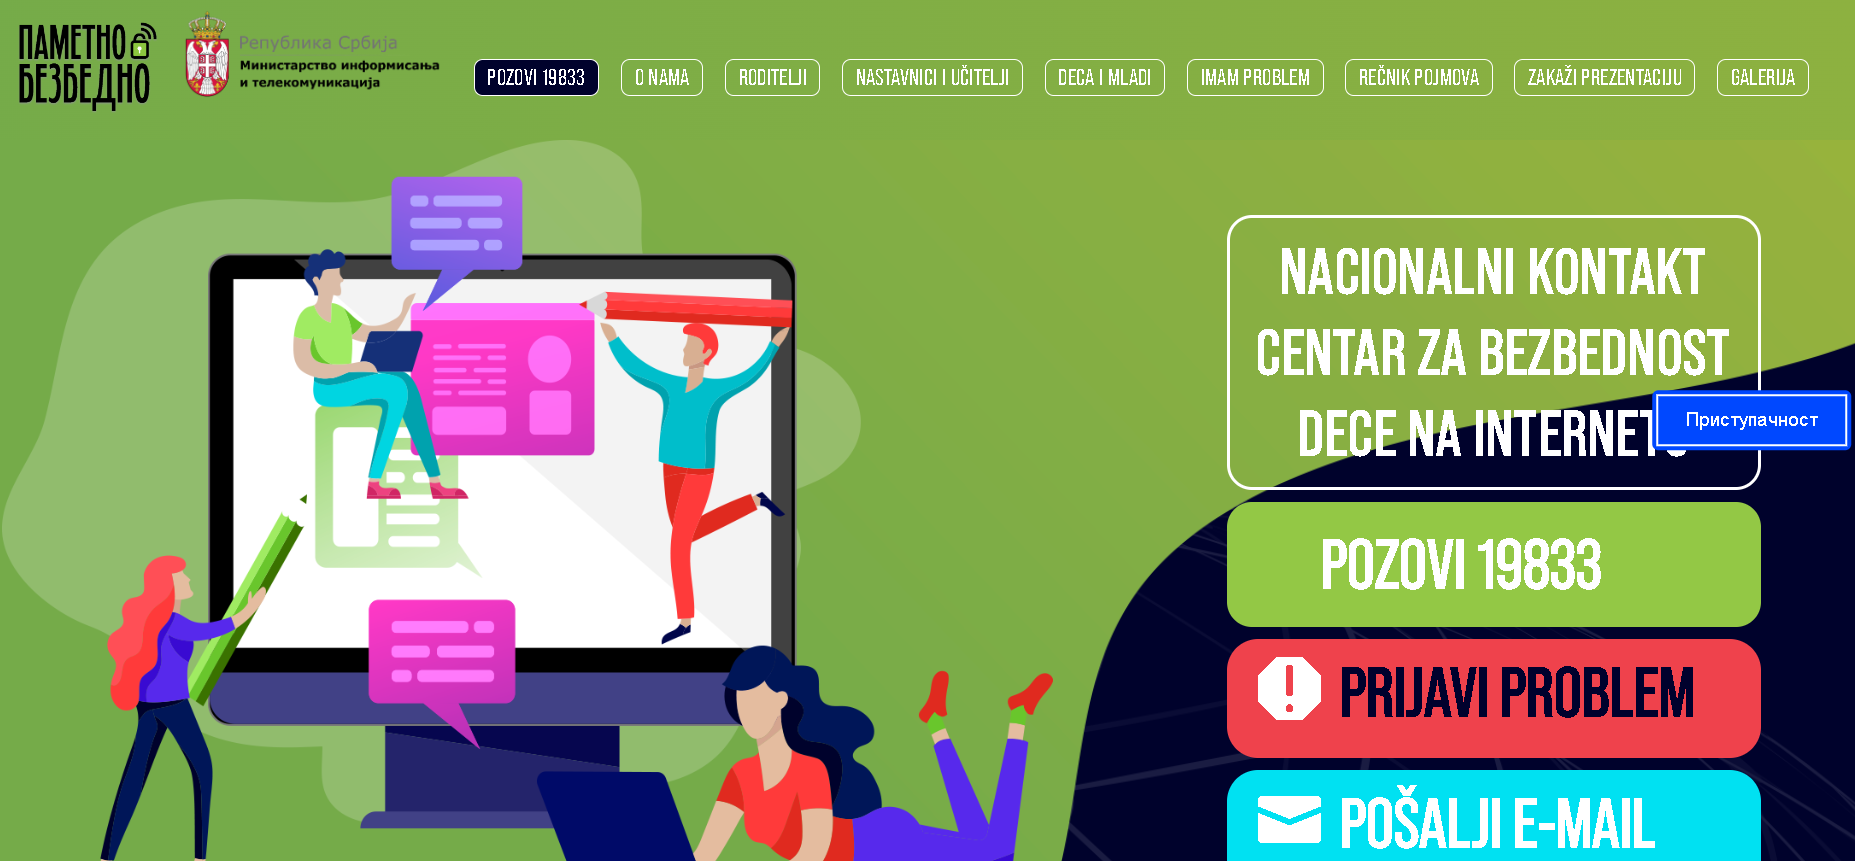 ПАМЕТНО
БЕЗБЕДНО
Република Србија
Министарство информисања
и телекомуникација
POZOVI 19833
O NAMA
RODITELJI
NASTAVNICI I UČITELJI
DECA I MLADI
IMAM PROBLEM
REČNIK POJMOVA
ZAKAŽI PREZENTACIJU
GALERIJA
NACIONALNI KONTAKT
CENTAR ZA BEZBEDNOST
DECE NA INTERNETU
Приступачност
POZOVI 19833
PRIJAVI PROBLEM
POŠALJI E-MAIL